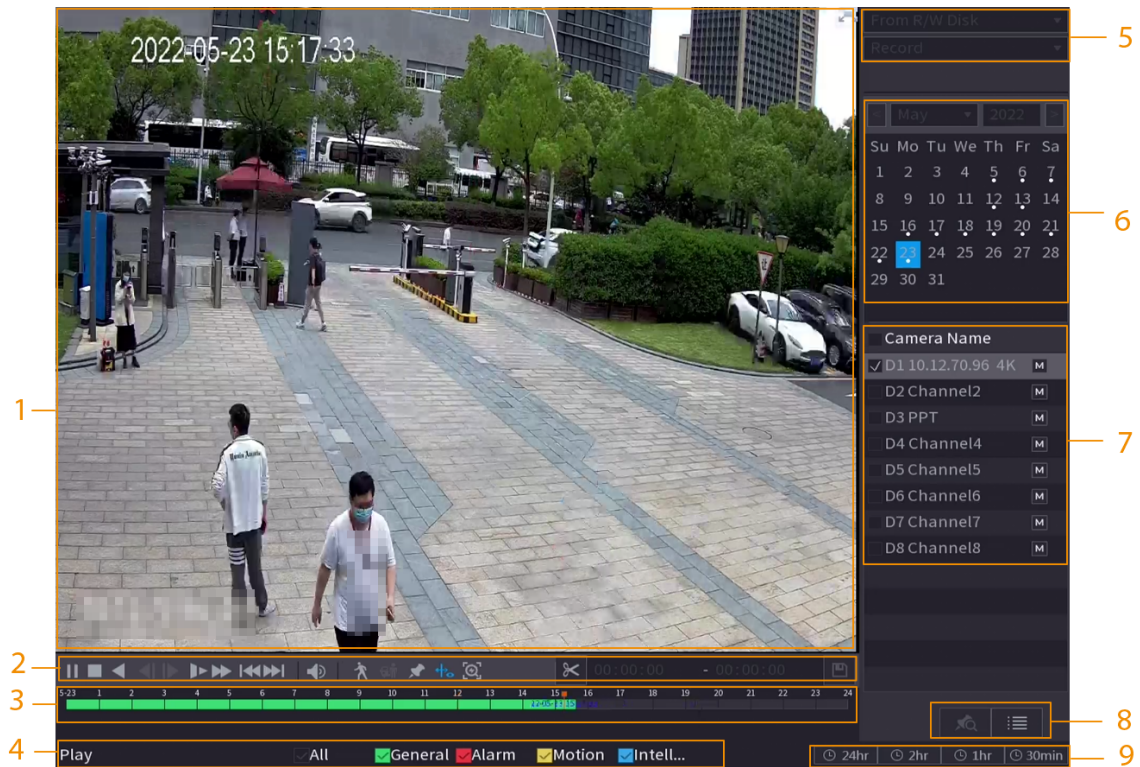 2022-05-23 15:17:33
From R/W Disk
Record
5
< May 2022 >
Su Mo Tu We Th Fr Sa
1 2 3 4 5 6 7
8 9 10 11 12 13 14
15 16 17 18 19 20 21
22 23 24 25 26 27 28
29 30 31
6
Camera Name
D1 10.12.70.96 4K M
D2 Channel2 M
D3 PPT M
D4 Channel4 M
D5 Channel5 M
D6 Channel6 M
D7 Channel7 M
D8 Channel8 M
7
1
2
00:00:00 - 00:00:00
3
5-23 1 2 3 4 5 6 7 8 9 10 11 12 13 14 15 16 17 18 19 20 21 22 23 24
4
Play All General Alarm Motion Intell...
8
24hr 2hr 1hr 30min
9